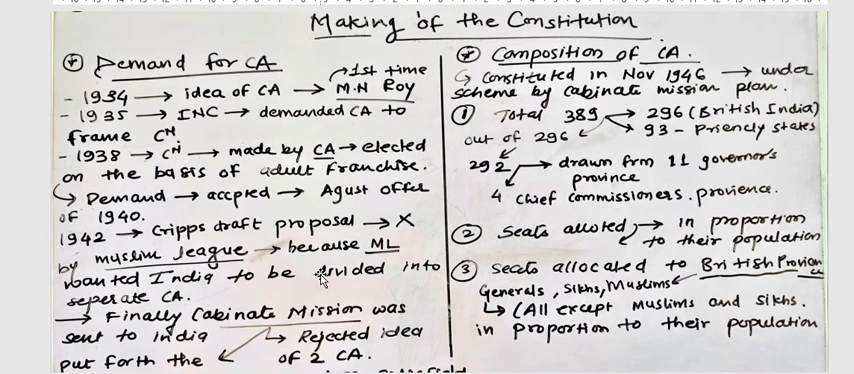 Making of the Constitution
Demand for CA
- 1934 → idea of CA → 1st time M.N Roy
- 1935 → INC → demanded CA to
frame Cᴺ
- 1938 → cⁿ → made by CA → elected
on the basis of adult Franchise.
↳ Demand → accpted → Agust offer
of 1940.
1942 → Cripps draft proposal → X
by muslim league → because ML
wanted India to be divided into
seperate CA.
→ Finally Cabinate Mission was
sent to india
↳ Rejected idea
put forth the
of 2 CA.
Composition of CA.
↳ Constituted in Nov 1946 → under
scheme by cabinate mission plan.
① Total 389 → 296 (British India)
→ 93 - Priencly states
out of 296
292 → drawn frm 11 governor's
province
4 chief commissioners. provience.
② Seats alloted → in proportion
to their population
③ Seats allocated to British Provien
Generals, Sikhs, Muslims
↳ (All except Muslims and sikhs.
in proportion to their population